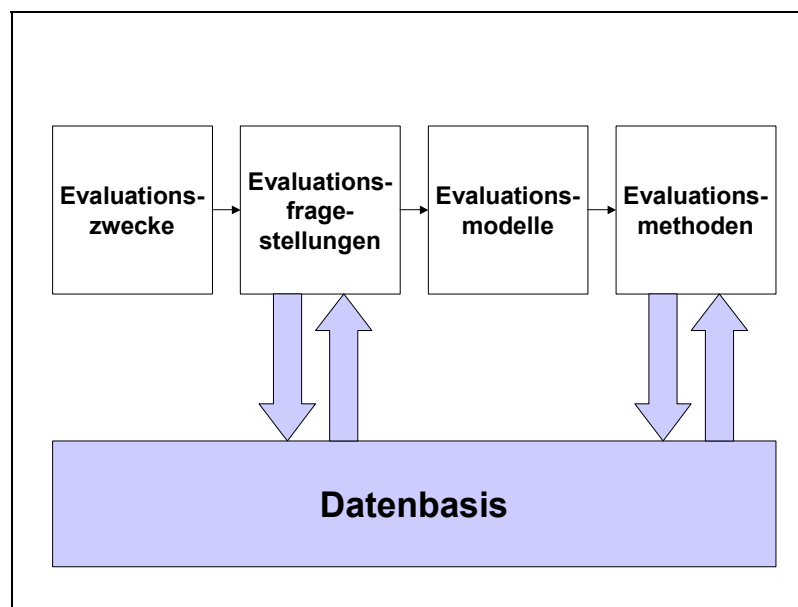 Evaluations-
zwecke
Evaluations-
frage-
stellungen
Evaluations-
modelle
Evaluations-
methoden
Datenbasis